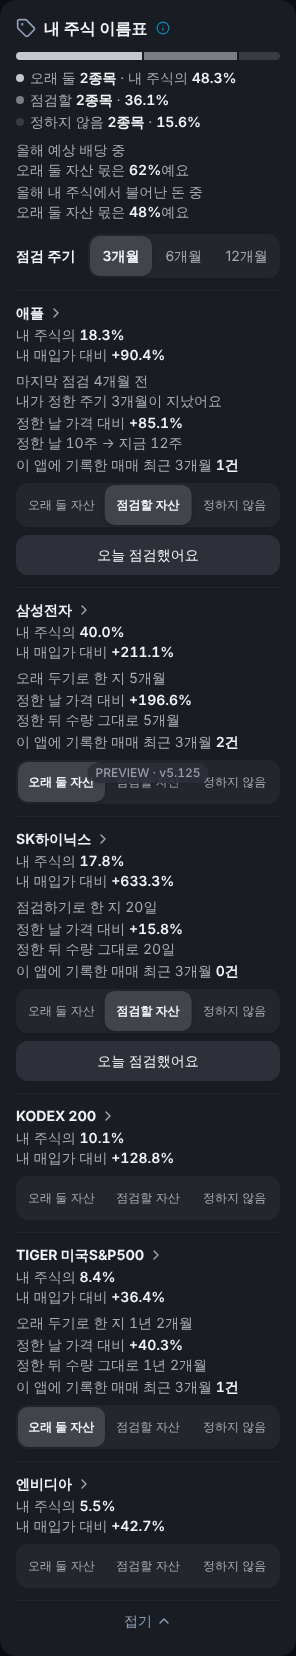 내 주식 이름표
오래 둘 2종목 · 내 주식의 48.3%
점검할 2종목 · 36.1%
정하지 않음 2종목 · 15.6%
올해 예상 배당 중
오래 둘 자산 몫은 62%예요
올해 내 주식에서 불어난 돈 중
오래 둘 자산 몫은 48%예요
점검 주기 3개월 6개월 12개월
애플
내 주식의 18.3%
내 매입가 대비 +90.4%
마지막 점검 4개월 전
내가 정한 주기 3개월이 지났어요
정한 날 가격 대비 +85.1%
정한 날 10주 → 지금 12주
이 앱에 기록한 매매 최근 3개월 1건
오래 둘 자산 점검할 자산 정하지 않음
오늘 점검했어요
삼성전자
내 주식의 40.0%
내 매입가 대비 +211.1%
오래 두기로 한 지 5개월
정한 날 가격 대비 +196.6%
정한 뒤 수량 그대로 5개월
이 앱에 기록한 매매 최근 3개월 2건
PREVIEW · v5.125
오래 둘 자산 점검할 자산 정하지 않음
SK하이닉스
내 주식의 17.8%
내 매입가 대비 +633.3%
점검하기로 한 지 20일
정한 날 가격 대비 +15.8%
정한 뒤 수량 그대로 20일
이 앱에 기록한 매매 최근 3개월 0건
오래 둘 자산 점검할 자산 정하지 않음
오늘 점검했어요
KODEX 200
내 주식의 10.1%
내 매입가 대비 +128.8%
오래 둘 자산 점검할 자산 정하지 않음
TIGER 미국S&P500
내 주식의 8.4%
내 매입가 대비 +36.4%
오래 두기로 한 지 1년 2개월
정한 날 가격 대비 +40.3%
정한 뒤 수량 그대로 1년 2개월
이 앱에 기록한 매매 최근 3개월 1건
오래 둘 자산 점검할 자산 정하지 않음
엔비디아
내 주식의 5.5%
내 매입가 대비 +42.7%
오래 둘 자산 점검할 자산 정하지 않음
접기